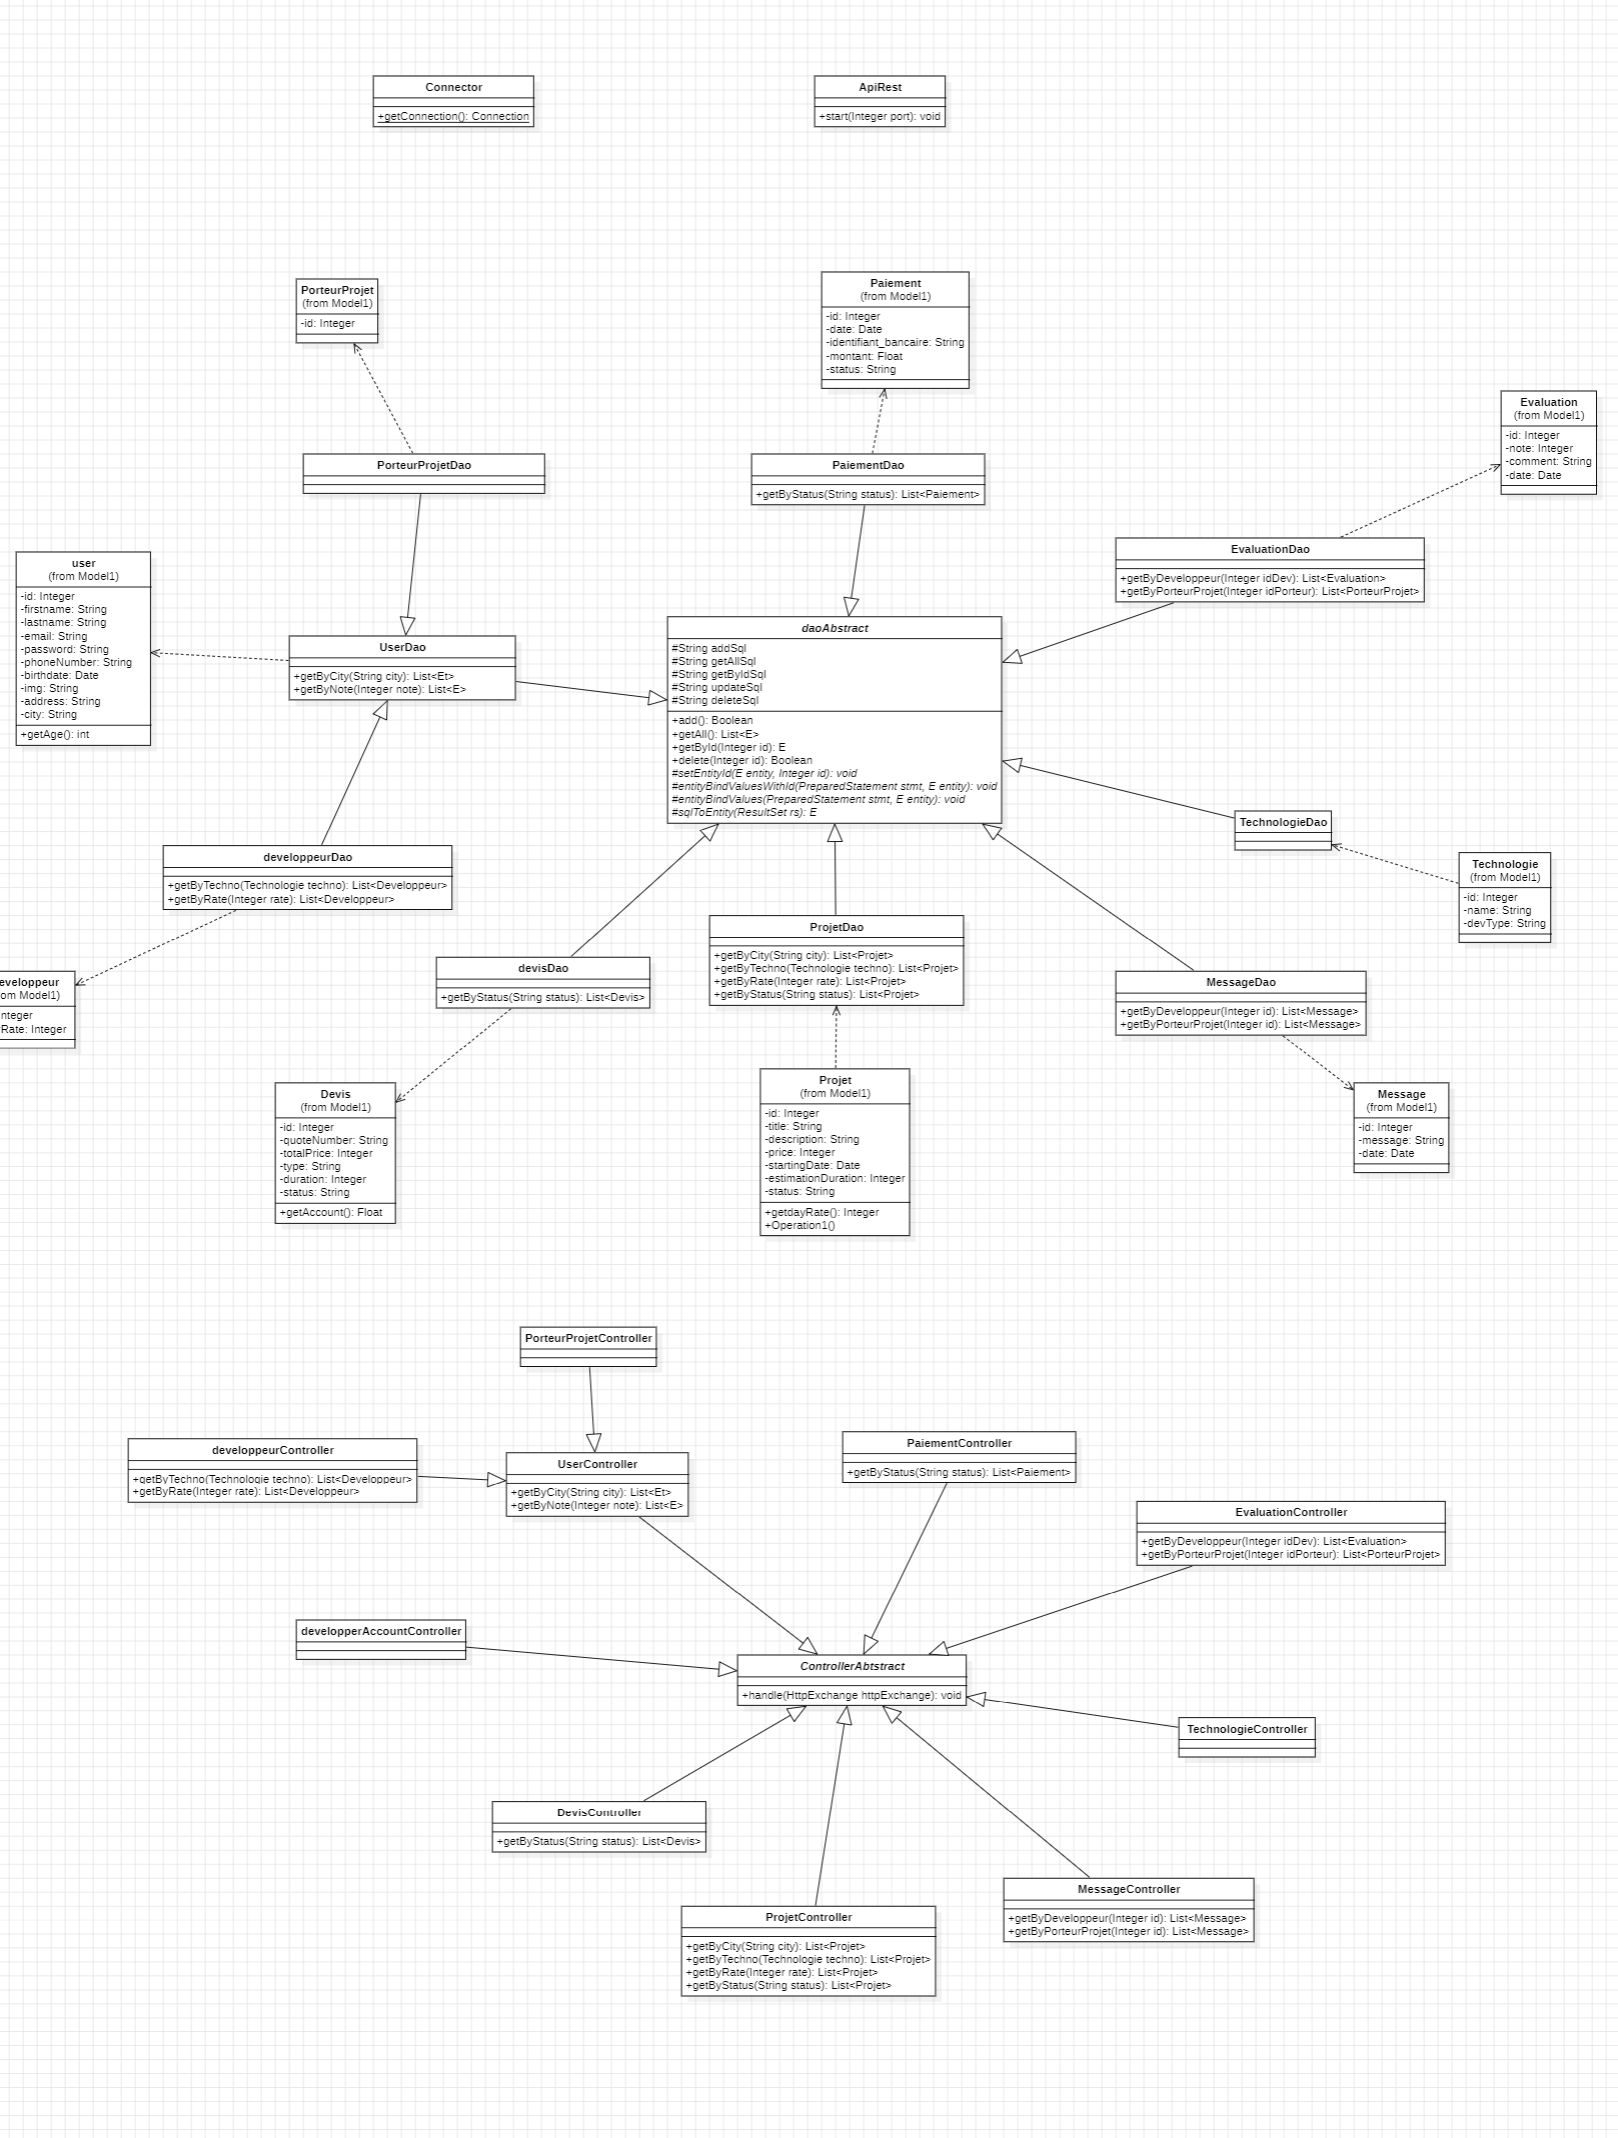 Connector
+getConnection(): Connection
ApiRest
+start(Integer port): void
PorteurProjet
(from Model1)
-id: Integer
Paiement
(from Model1)
-id: Integer
-date: Date
-identifiant_bancaire: String
-montant: Float
-status: String
Evaluation
(from Model1)
-id: Integer
-note: Integer
-comment: String
-date: Date
PorteurProjetDao
PaiementDao
+getByStatus(String status): List<Paiement>
EvaluationDao
+getByDeveloppeur(Integer idDev): List<Evaluation>
+getByPorteurProjet(Integer idPorteur): List<PorteurProjet>
user
(from Model1)
-id: Integer
-firstname: String
-lastname: String
-email: String
-password: String
-phoneNumber: String
-birthdate: Date
-img: String
-address: String
-city: String
+getAge(): int
UserDao
+getByCity(String city): List<Et>
+getByNote(Integer note): List<E>
daoAbstract
#String addSql
#String getAllSql
#String getByIdSql
#String updateSql
#String deleteSql
+add(): Boolean
+getAll(): List<E>
+getById(Integer id): E
+delete(Integer id): Boolean
#setEntityId(E entity, Integer id): void
#entityBindValuesWithId(PreparedStatement stmt, E entity): void
#entityBindValues(PreparedStatement stmt, E entity): void
#sqlToEntity(ResultSet rs): E
TechnologieDao
Technologie
(from Model1)
-id: Integer
-name: String
-devType: String
developpeurDao
+getByTechno(Technologie techno): List<Developpeur>
+getByRate(Integer rate): List<Developpeur>
eveloppeur
om Model1)
nteger
Rate: Integer
devisDao
+getByStatus(String status): List<Devis>
ProjetDao
+getByCity(String city): List<Projet>
+getByTechno(Technologie techno): List<Projet>
+getByRate(Integer rate): List<Projet>
+getByStatus(String status): List<Projet>
MessageDao
+getByDeveloppeur(Integer id): List<Message>
+getByPorteurProjet(Integer id): List<Message>
Devis
(from Model1)
-id: Integer
-quoteNumber: String
-totalPrice: Integer
-type: String
-duration: Integer
-status: String
+getAccount(): Float
Projet
(from Model1)
-id: Integer
-title: String
-description: String
-price: Integer
-startingDate: Date
-estimationDuration: Integer
-status: String
+getdayRate(): Integer
+Operation1()
Message
(from Model1)
-id: Integer
-message: String
-date: Date
PorteurProjetController
developpeurController
+getByTechno(Technologie techno): List<Developpeur>
+getByRate(Integer rate): List<Developpeur>
UserController
+getByCity(String city): List<Et>
+getByNote(Integer note): List<E>
PaiementController
+getByStatus(String status): List<Paiement>
EvaluationController
+getByDeveloppeur(Integer idDev): List<Evaluation>
+getByPorteurProjet(Integer idPorteur): List<PorteurProjet>
developperAccountController
ControllerAbtstract
+handle(HttpExchange httpExchange): void
TechnologieController
DevisController
+getByStatus(String status): List<Devis>
MessageController
+getByDeveloppeur(Integer id): List<Message>
+getByPorteurProjet(Integer id): List<Message>
ProjetController
+getByCity(String city): List<Projet>
+getByTechno(Technologie techno): List<Projet>
+getByRate(Integer rate): List<Projet>
+getByStatus(String status): List<Projet>